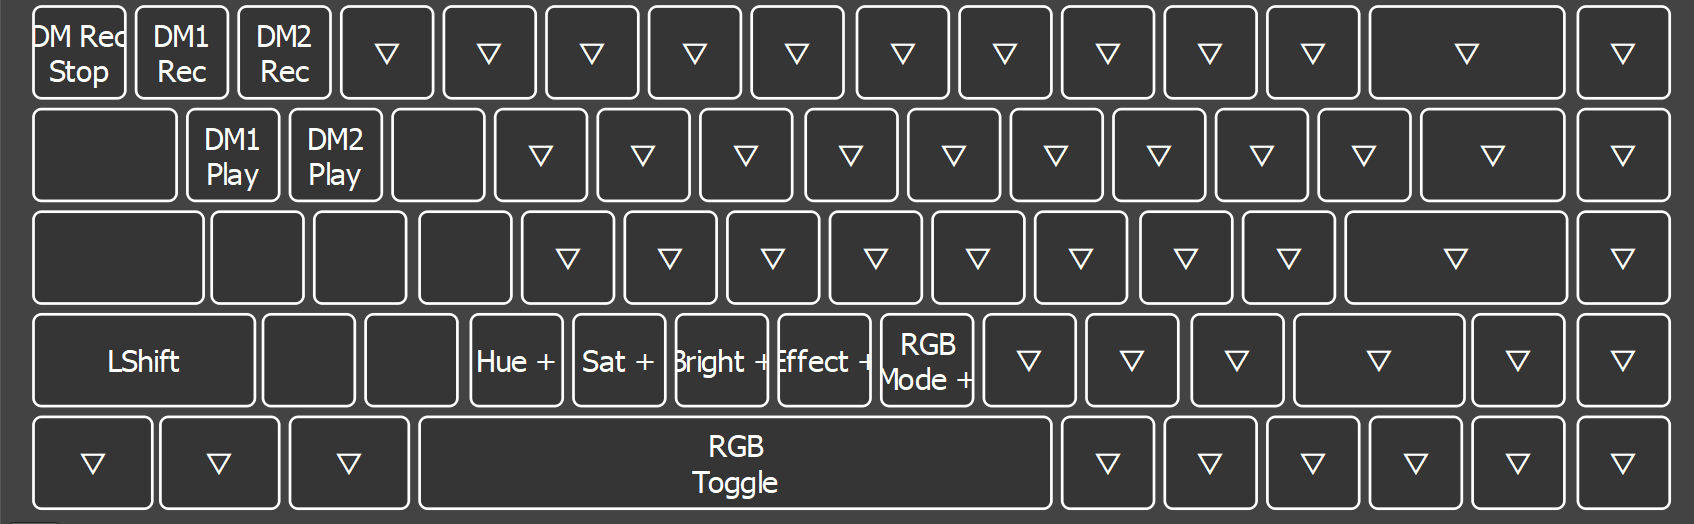 DM Rec
Stop
DM1
Rec
DM2
Rec
DM1
Play
DM2
Play
LShift
Hue +
Sat +
Bright +
Effect +
RGB
Mode +
RGB
Toggle